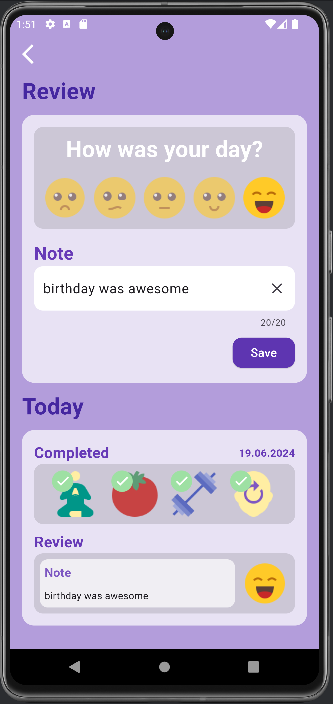 1:51
Review
How was your day?
Note
birthday was awesome
20/20
Save
Today
Completed
19.06.2024
Review
Note
birthday was awesome